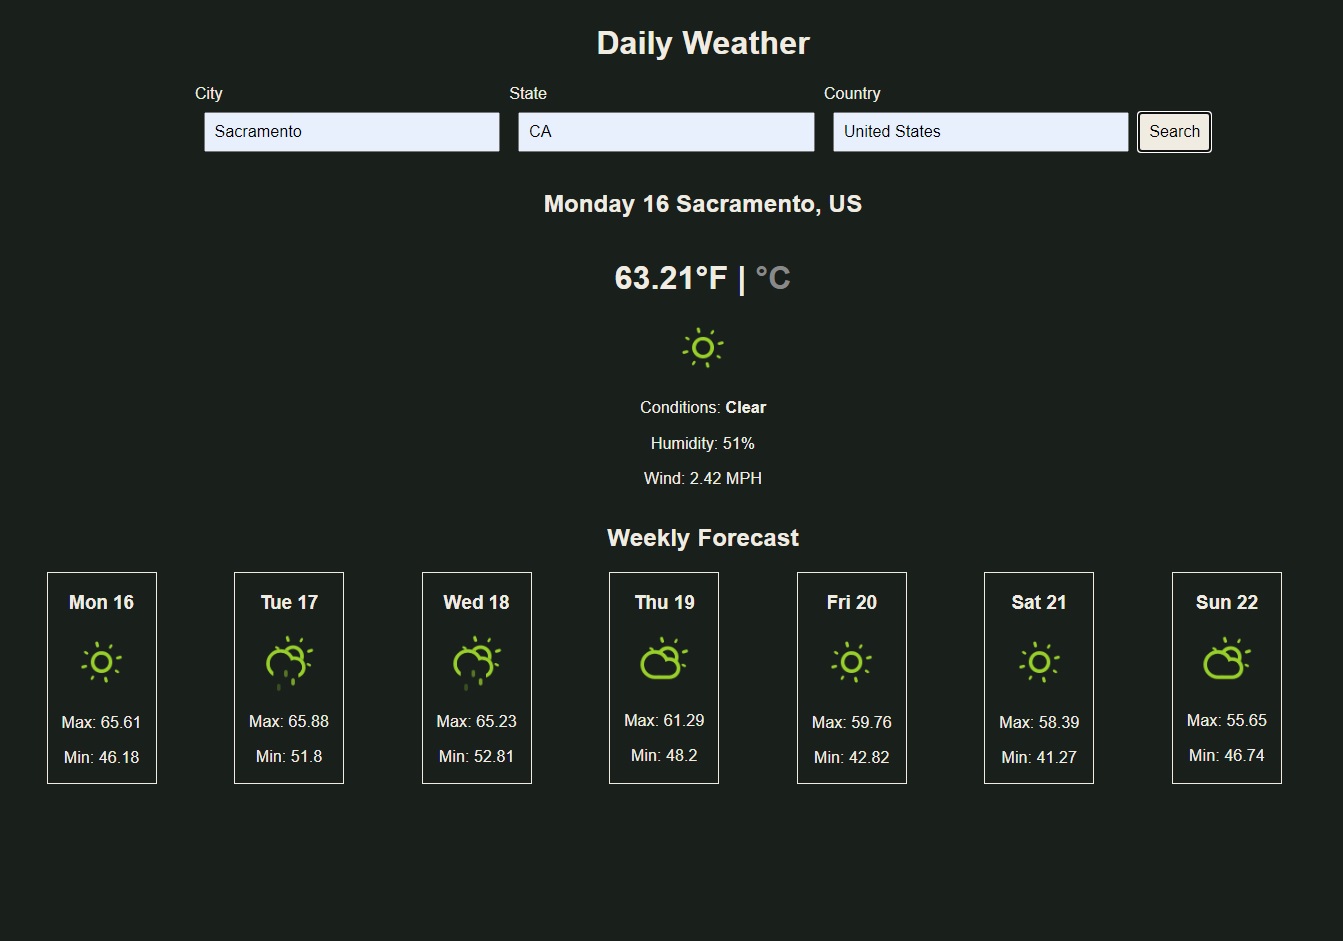 Daily Weather
City State Country
Sacramento CA United States Search
Monday 16 Sacramento, US
63.21°F | °C
Conditions: Clear
Humidity: 51%
Wind: 2.42 MPH
Weekly Forecast
Mon 16
Max: 65.61
Min: 46.18
Tue 17
Max: 65.88
Min: 51.8
Wed 18
Max: 65.23
Min: 52.81
Thu 19
Max: 61.29
Min: 48.2
Fri 20
Max: 59.76
Min: 42.82
Sat 21
Max: 58.39
Min: 41.27
Sun 22
Max: 55.65
Min: 46.74